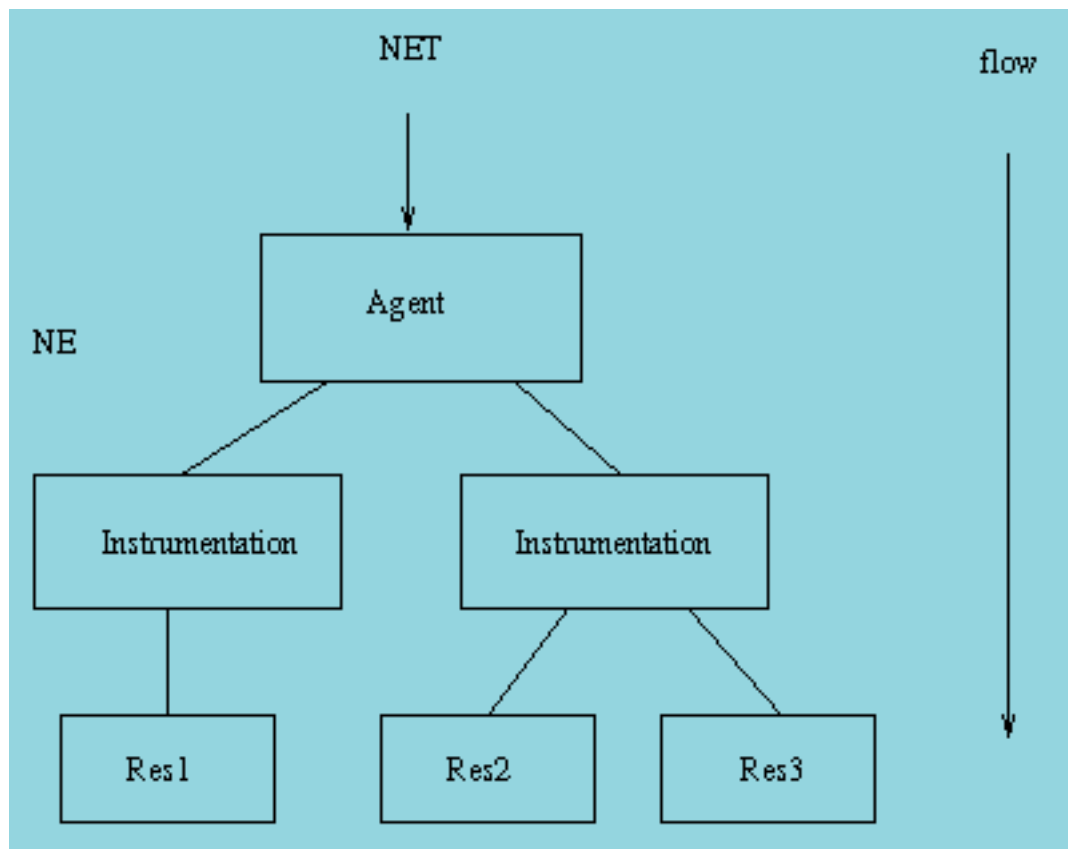 NET
flow
Agent
NE
Instrumentation
Instrumentation
Res1
Res2
Res3